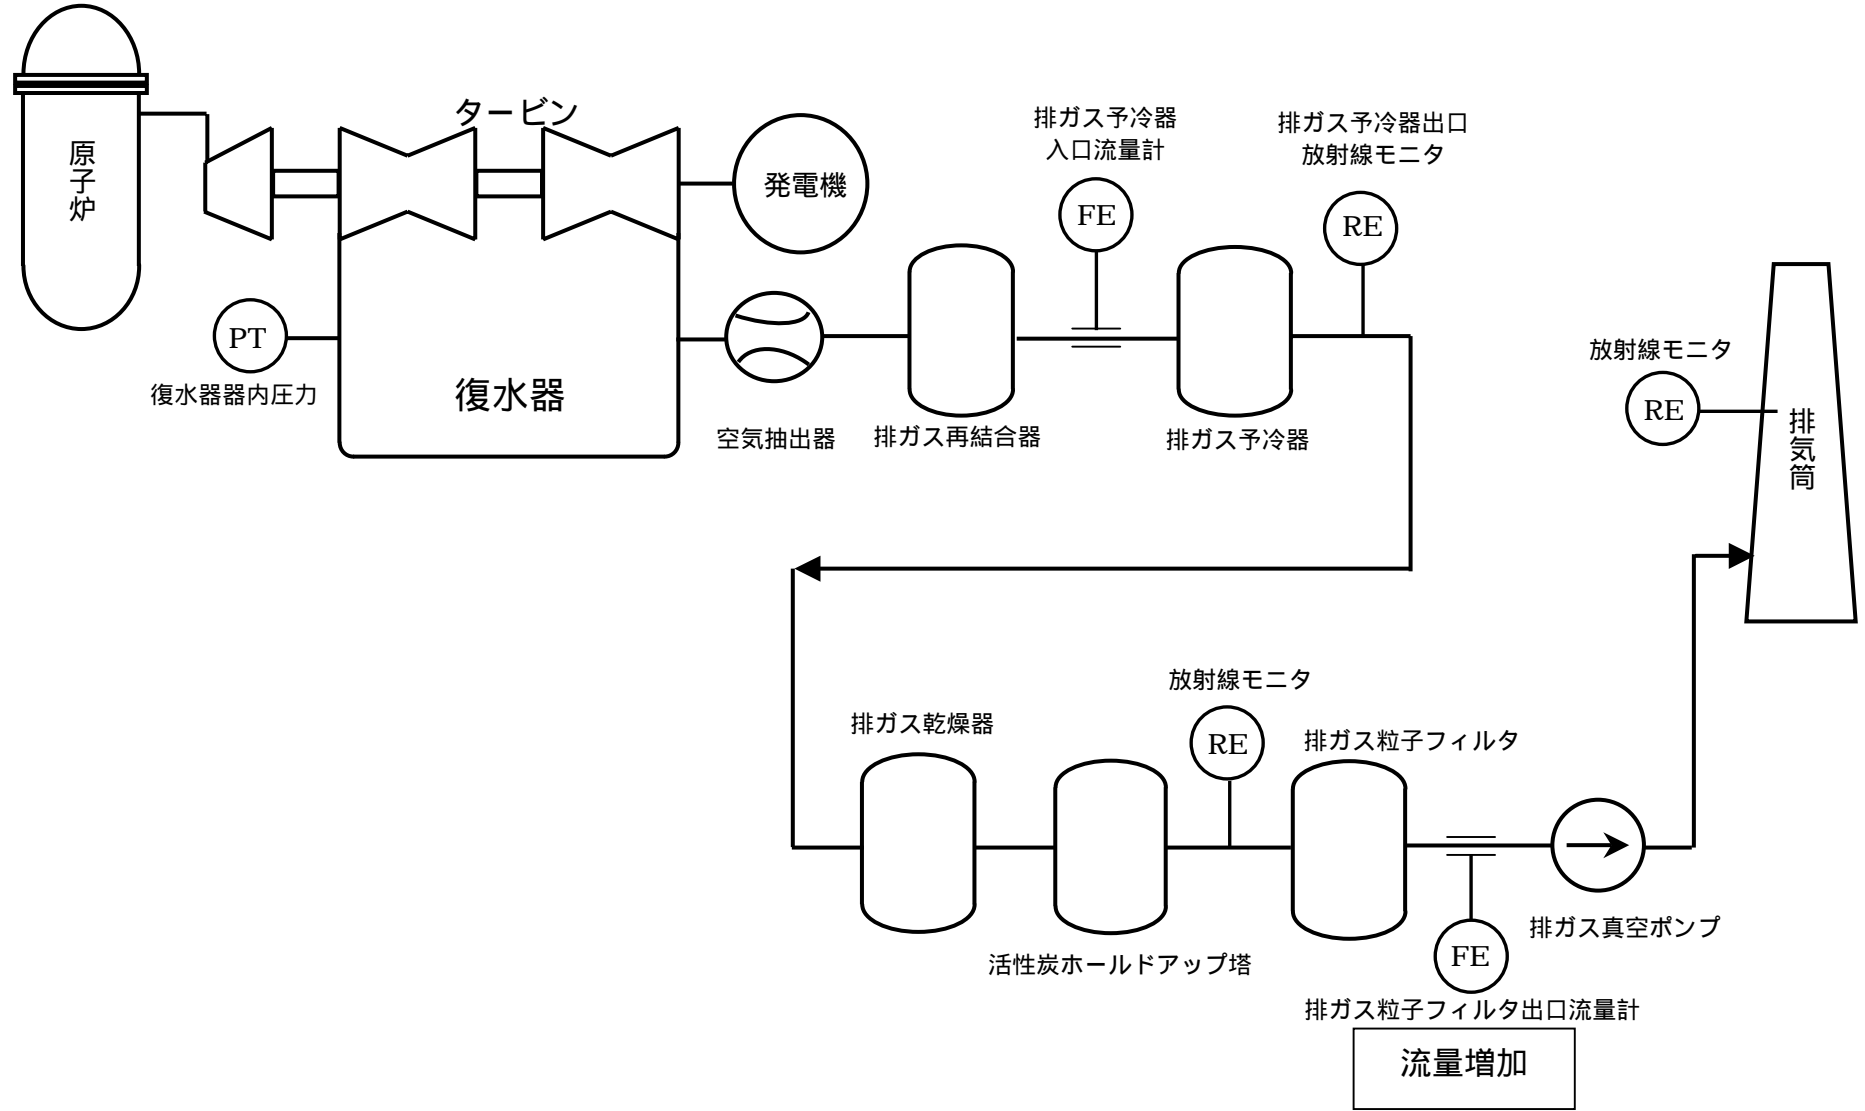 タービン
原子炉
発電機
排ガス予冷器
入口流量計
FE
排ガス予冷器出口
放射線モニタ
RE
PT
復水器器内圧力
復水器
空気抽出器
排ガス再結合器
排ガス予冷器
放射線モニタ
RE
排気筒
排ガス乾燥器
活性炭ホールドアップ塔
放射線モニタ
RE
排ガス粒子フィルタ
排ガス真空ポンプ
FE
排ガス粒子フィルタ出口流量計
流量増加